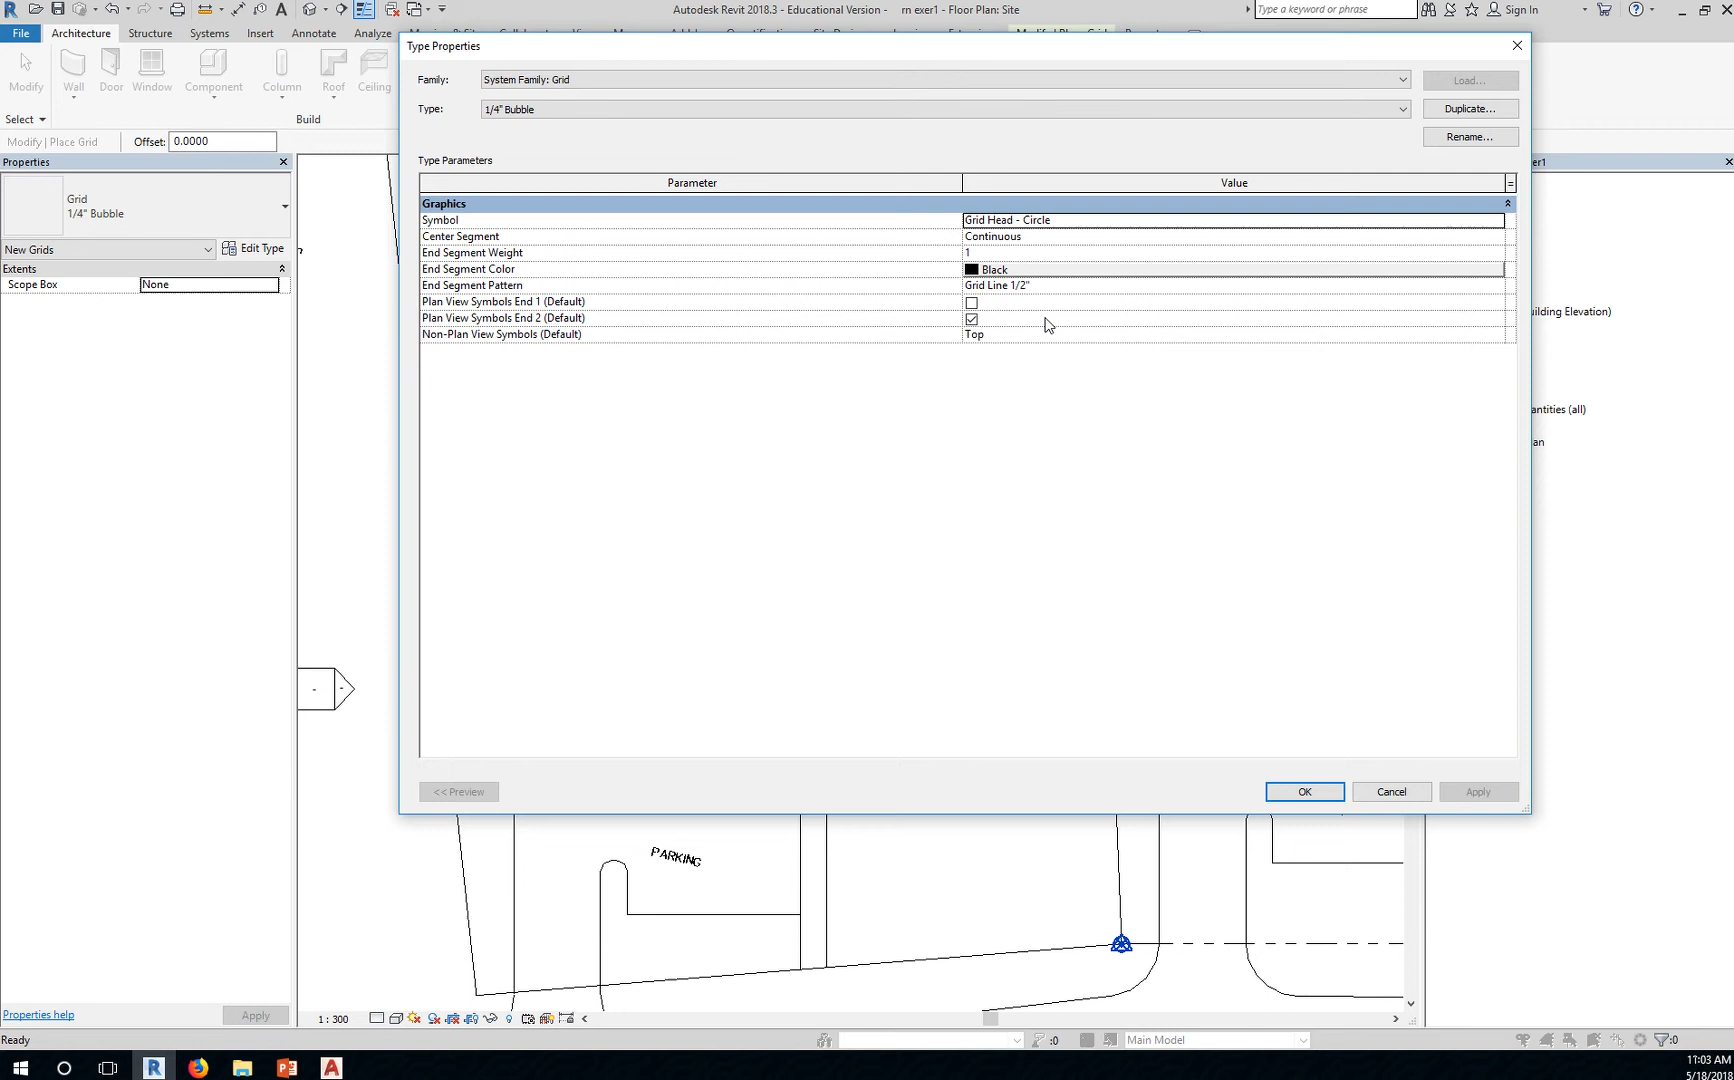 Autodesk Revit 2018.3 - Educational Version - rn exer1 - Floor Plan: Site
Type a keyword or phrase
Sign In
File Architecture Structure Systems Insert Annotate Analyze
Type Properties
Modify Wall Door Window Component Column Roof Ceiling
Select Build
Modify | Place Grid Offset: 0.0000
Properties
Grid
1/4" Bubble
New Grids Edit Type
Extents
Scope Box None
Family: System Family: Grid Load...
Type: 1/4" Bubble Duplicate...
Rename...
Type Parameters
Parameter Value =
Graphics
Symbol Grid Head - Circle
Center Segment Continuous
End Segment Weight 1
End Segment Color Black
End Segment Pattern Grid Line 1/2"
Plan View Symbols End 1 (Default)
Plan View Symbols End 2 (Default)
Non-Plan View Symbols (Default) Top
<< Preview OK Cancel Apply
er1
uilding Elevation)
antities (all)
an
PARKING
Properties help Apply
1 : 300
Ready :0 Main Model :0
11:03 AM
5/18/2018